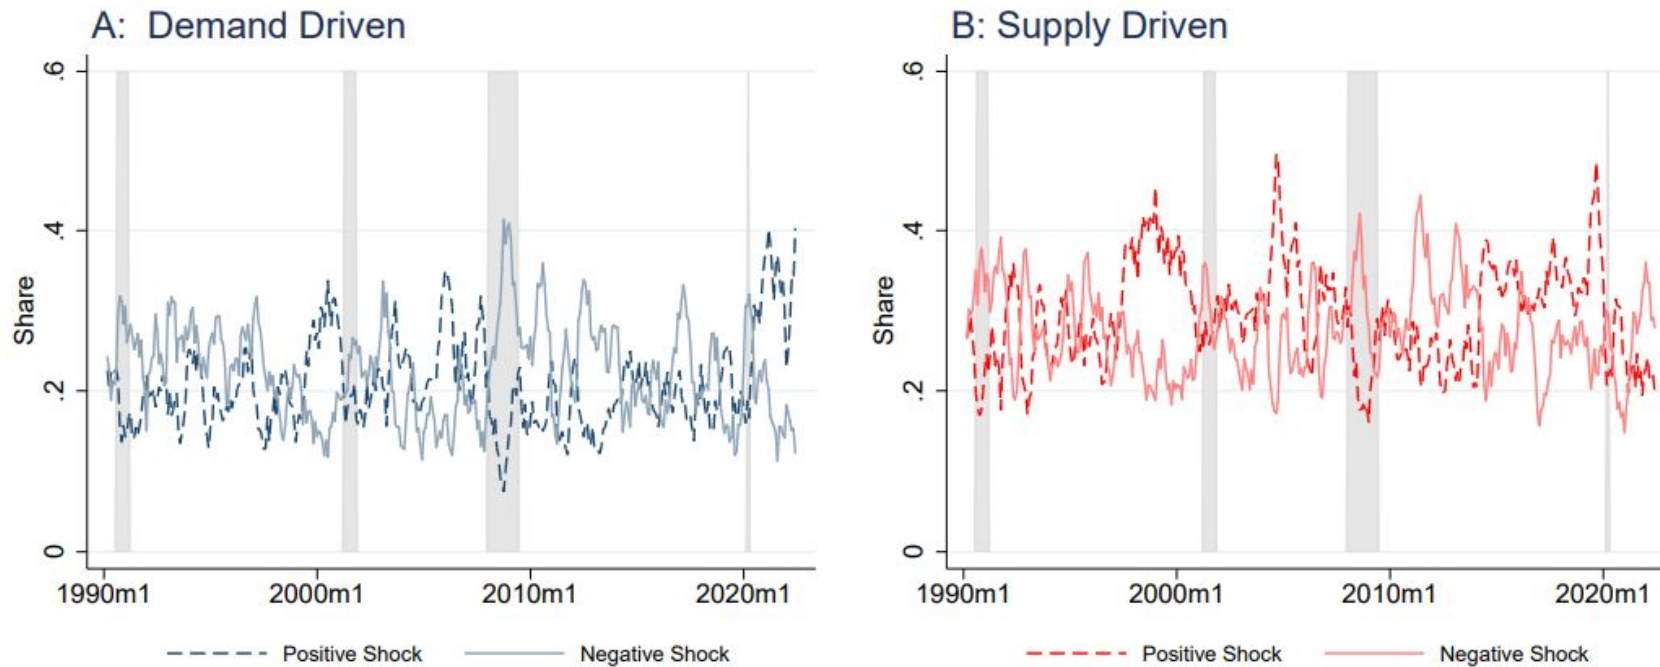 A: Demand Driven
.6
.4
.2
0
Share
1990m1 2000m1 2010m1 2020m1
Positive Shock Negative Shock
B: Supply Driven
.6
.4
.2
0
Share
1990m1 2000m1 2010m1 2020m1
Positive Shock Negative Shock